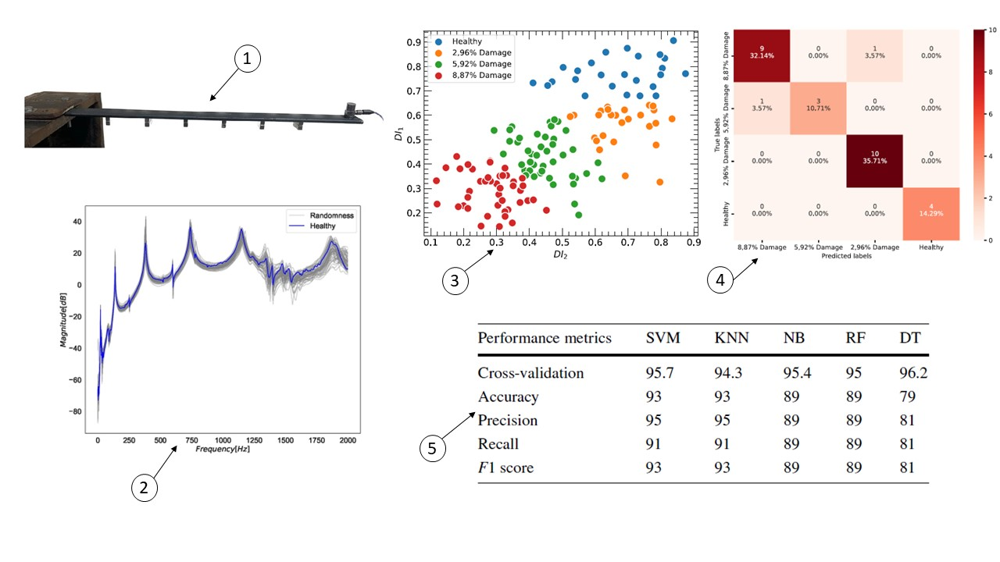 1
Healthy
2,96% Damage
5,92% Damage
8,87% Damage
0.9
0.8
0.7
0.6
0.5
0.4
0.3
0.2
DI1
0.1 0.2 0.3 0.4 0.5 0.6 0.7 0.8 0.9
DI2
3
8,87% Damage
5,92% Damage
2,96% Damage
Healthy
True labels
9 0 1 0
32.14% 0.00% 3.57% 0.00%
1 3 0 0
3.57% 10.71% 0.00% 0.00%
0 0 10 0
0.00% 0.00% 35.71% 0.00%
0 0 0 4
0.00% 0.00% 0.00% 14.29%
8,87% Damage 5,92% Damage 2,96% Damage Healthy
Predicted labels
10
8
6
4
2
0
4
Randomness
Healthy
40
20
0
−20
−40
−60
−80
Magnitude[dB]
0 250 500 750 1000 1250 1500 1750 2000
Frequency[Hz]
2
Performance metrics SVM KNN NB RF DT
Cross-validation 95.7 94.3 95.4 95 96.2
Accuracy 93 93 89 89 79
Precision 95 95 89 89 81
Recall 91 91 89 89 81
F1 score 93 93 89 89 81
5